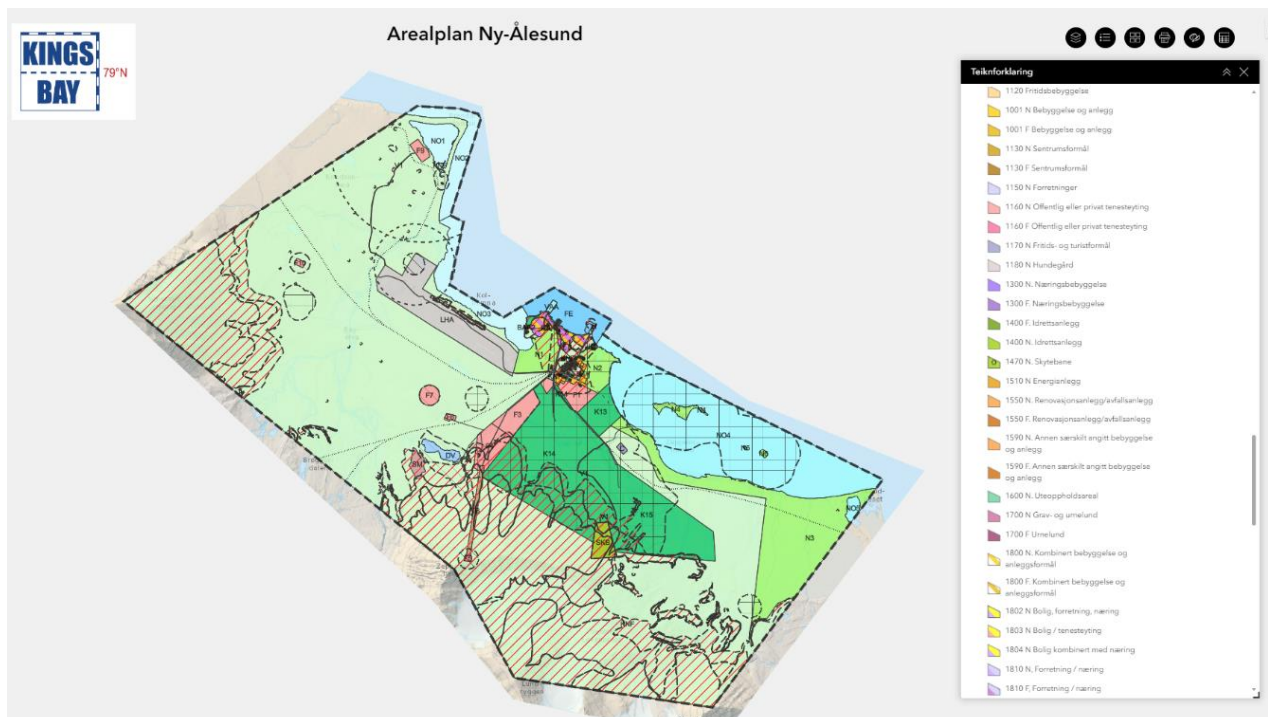 Arealplan Ny-Ålesund
KINGS
BAY
79°N
Teiknforklaring
1120 Fritidsbebyggelse
1001 N Bebyggelse og anlegg
1001 F Bebyggelse og anlegg
1130 N Sentrumsformål
1130 F Sentrumsformål
1150 N Forretninger
1160 N Offentlig eller privat tenesteyting
1160 F Offentlig eller privat tenesteyting
1170 N Fritids- og turistformål
1180 N Hundegård
1300 N. Næringsbebyggelse
1300 F. Næringsbebyggelse
1400 F. Idrettsanlegg
1400 N. Idrettsanlegg
1470 N. Skytebane
1510 N Energianlegg
1550 N. Renovasjonsanlegg/avfallsanlegg
1550 F. Renovasjonsanlegg/avfallsanlegg
1590 N. Annen særskilt angitt bebyggelse
og anlegg
1590 F. Annen særskilt angitt bebyggelse
og anlegg
1600 N. Uteoppholdsareal
1700 N Grav- og urnelund
1700 F Urnelund
1800 N. Kombinert bebyggelse og
anleggsformål
1800 F. Kombinert bebyggelse og
anleggsformål
1802 N Bolig, forretning, næring
1803 N Bolig / tenesteyting
1804 N Bolig kombinert med næring
1810 N, Forretning / næring
1810 F, Forretning / næring
NO1
NO2
F9
LHA
NO3
FE
N1
N2
F7
F3
K13
N4
NO4
DV
SM
K14
K15
SKB
N3